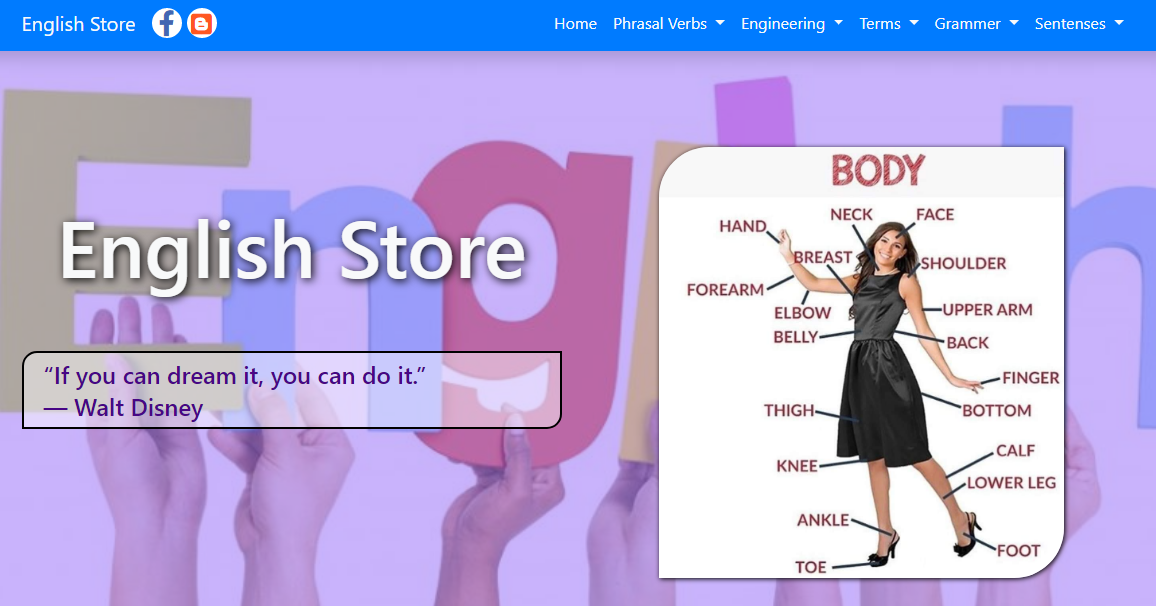 English Store
Home Phrasal Verbs Engineering Terms Grammer Sentenses
English
English Store
“If you can dream it, you can do it.”
— Walt Disney
BODY
NECK FACE
HAND
BREAST
SHOULDER
FOREARM
ELBOW
UPPER ARM
BELLY
BACK
FINGER
THIGH
BOTTOM
CALF
KNEE
LOWER LEG
ANKLE
FOOT
TOE